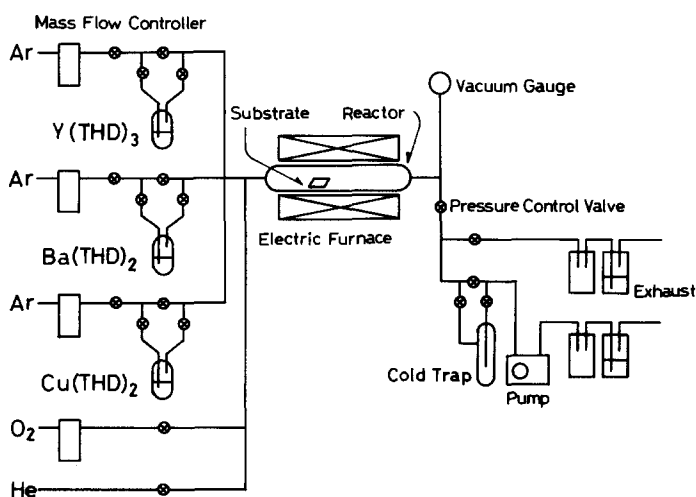 Mass Flow Controller
Ar
Y(THD)3
Ar
Ba(THD)2
Ar
Cu(THD)2
O2
He
Substrate
Reactor
Electric Furnace
Vacuum Gauge
Pressure Control Valve
Exhaust
Cold Trap
Pump